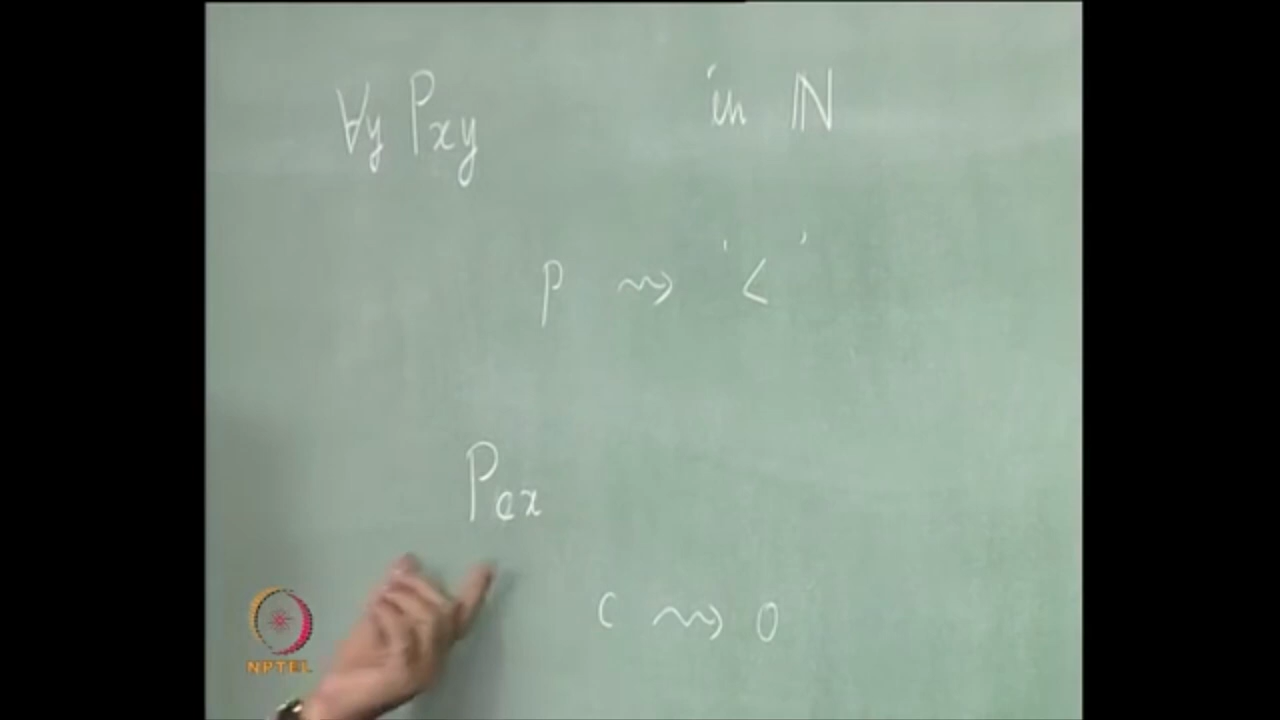 ∀y Pxy in ℕ
P ⇝ '<'
Pcx
c ⇝ 0
NPTEL